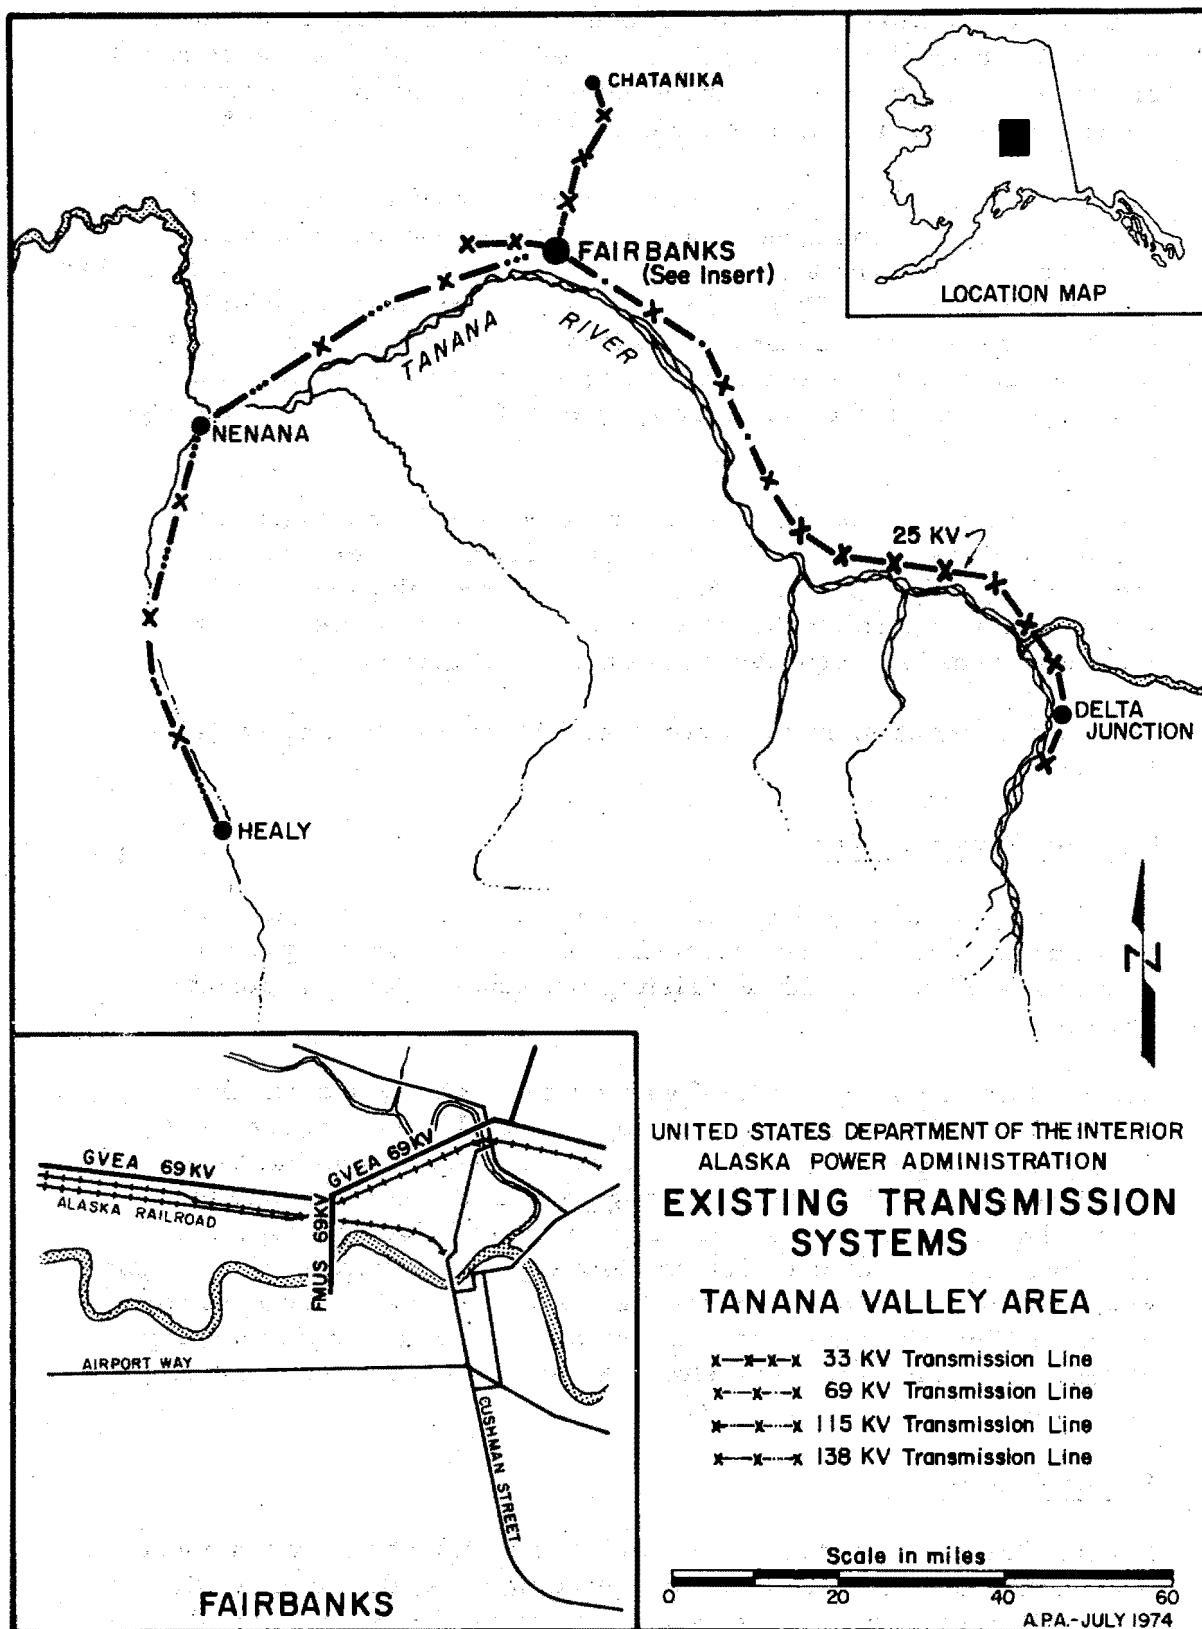 CHATANIKA
FAIRBANKS
(See Insert)
LOCATION MAP
TANANA
RIVER
NENANA
25 KV
DELTA
JUNCTION
HEALY
N
GVEA 69 KV
ALASKA RAILROAD
GVEA 69KV
FMUS 69KV
AIRPORT WAY
CUSHMAN STREET
FAIRBANKS
UNITED STATES DEPARTMENT OF THE INTERIOR
ALASKA POWER ADMINISTRATION
EXISTING TRANSMISSION
SYSTEMS
TANANA VALLEY AREA
33 KV Transmission Line
69 KV Transmission Line
115 KV Transmission Line
138 KV Transmission Line
Scale in miles
0 20 40 60
A.P.A.-JULY 1974